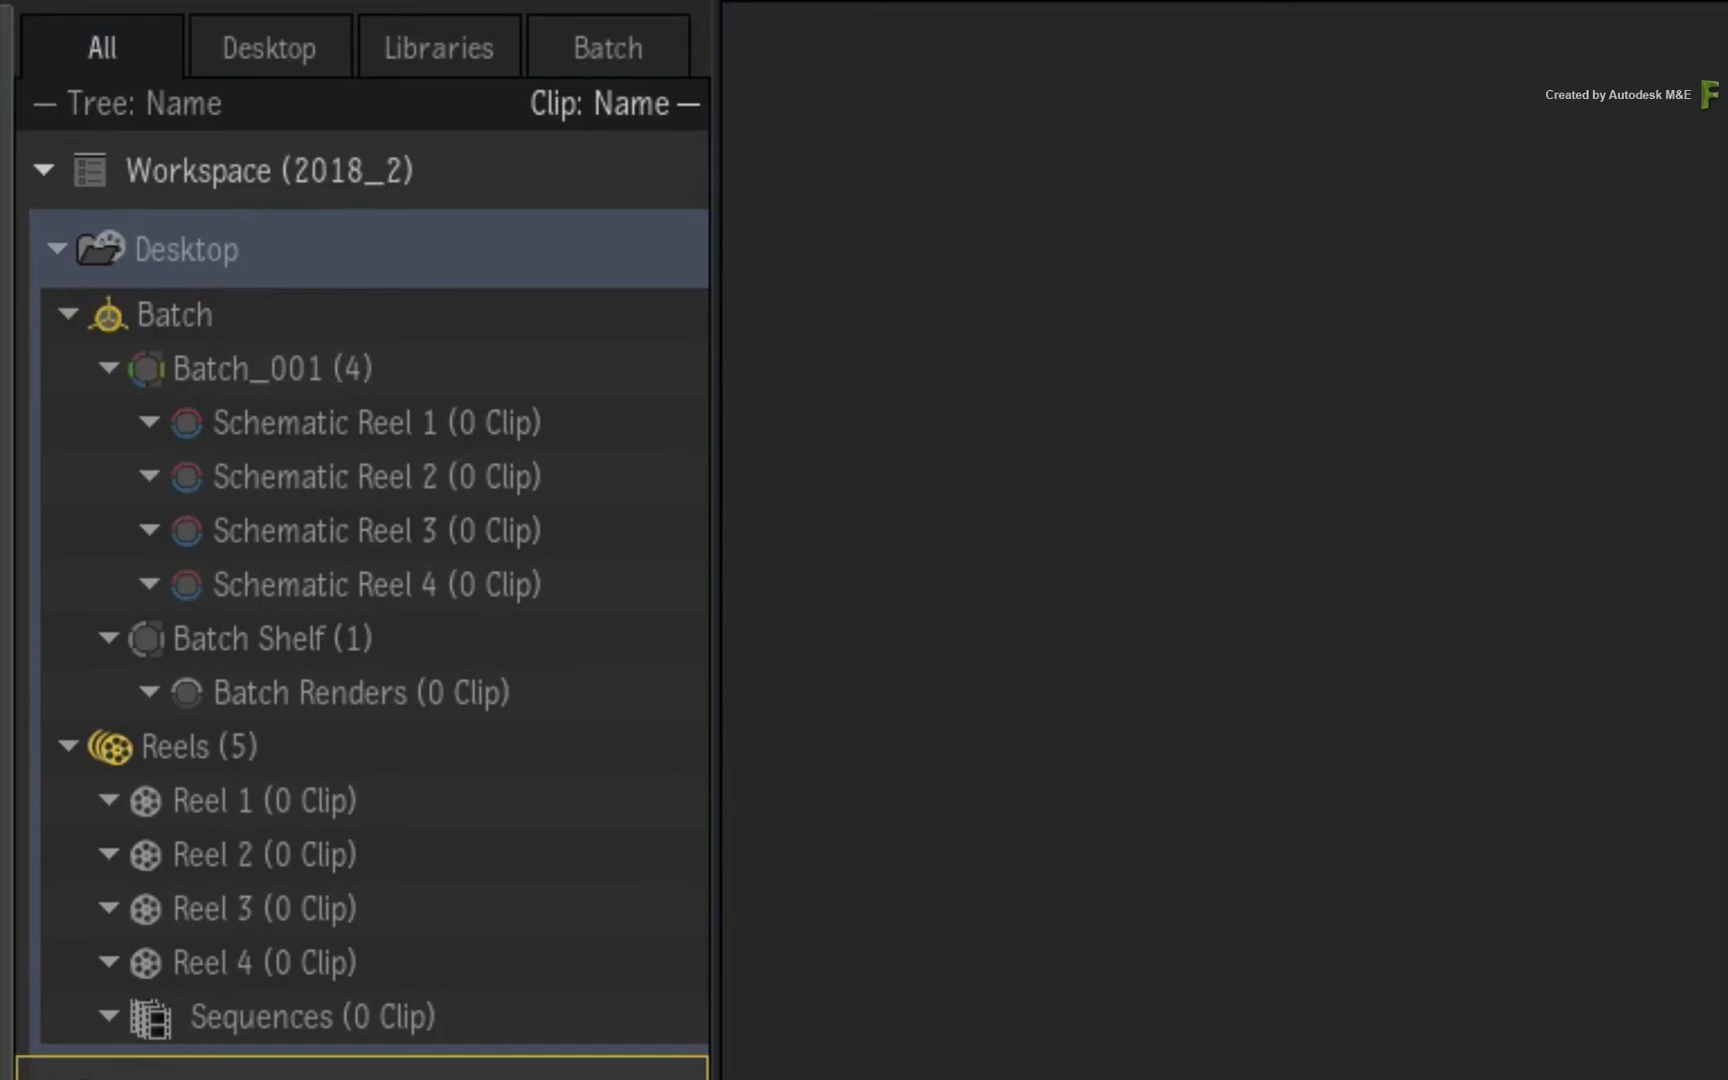 All
Desktop
Libraries
Batch
Tree: Name
Clip: Name
Created by Autodesk M&E
Workspace (2018_2)
Desktop
Batch
Batch_001 (4)
Schematic Reel 1 (0 Clip)
Schematic Reel 2 (0 Clip)
Schematic Reel 3 (0 Clip)
Schematic Reel 4 (0 Clip)
Batch Shelf (1)
Batch Renders (0 Clip)
Reels (5)
Reel 1 (0 Clip)
Reel 2 (0 Clip)
Reel 3 (0 Clip)
Reel 4 (0 Clip)
Sequences (0 Clip)